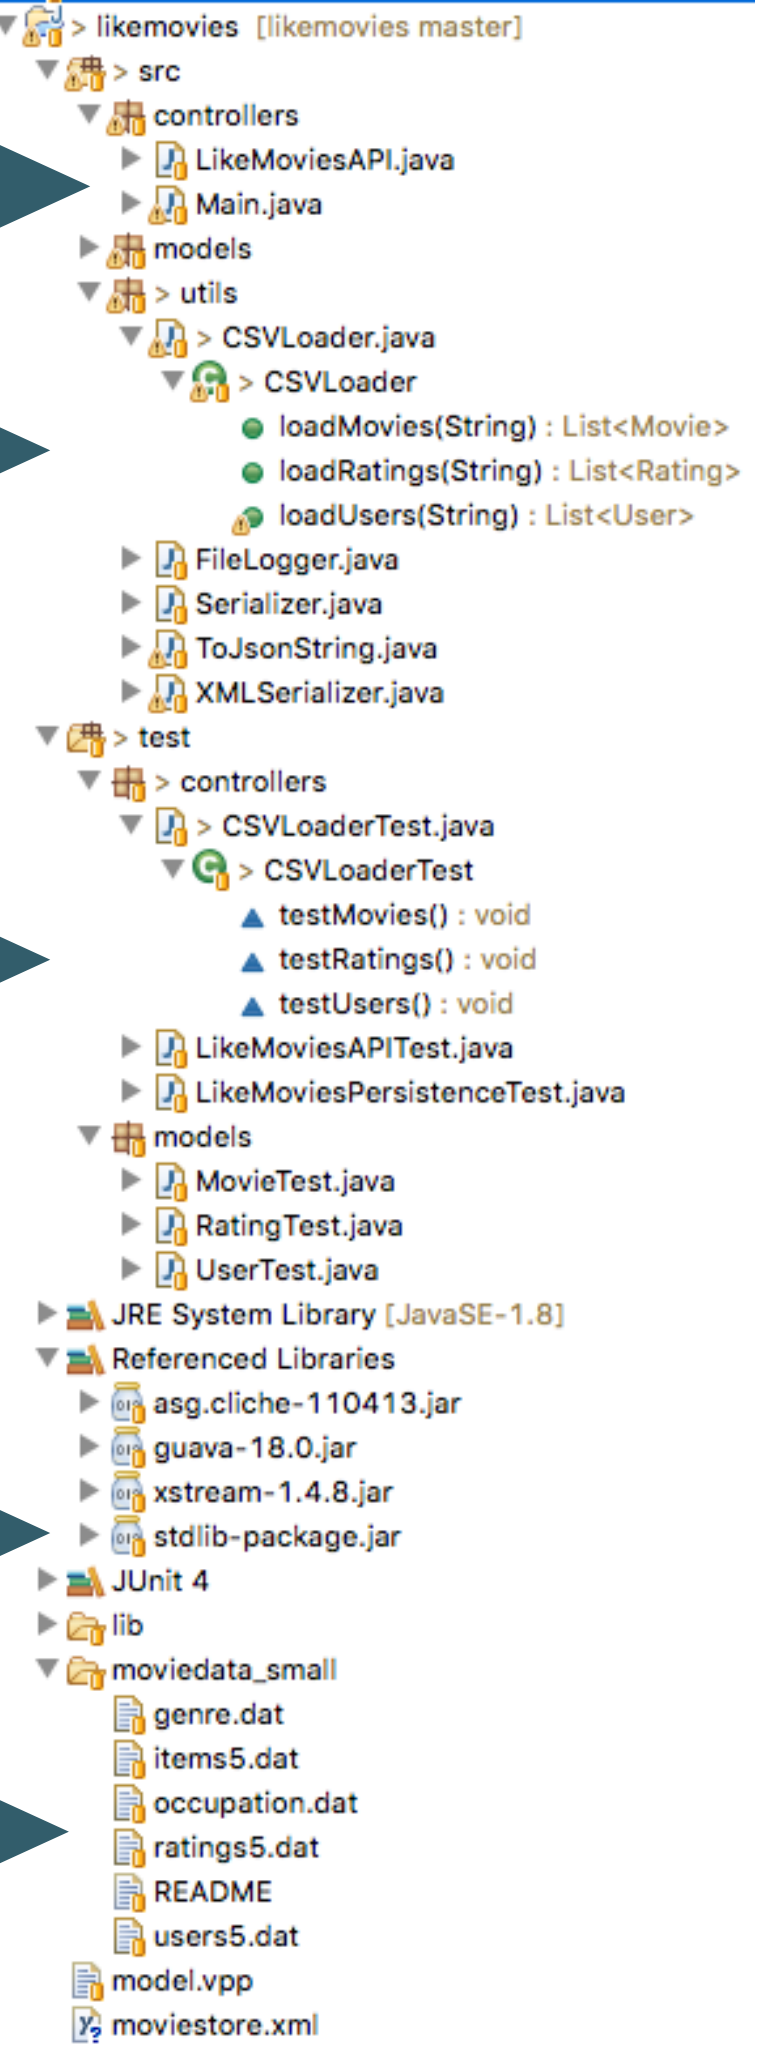 > likemovies [likemovies master]
> src
controllers
LikeMoviesAPI.java
Main.java
models
> utils
> CSVLoader.java
> CSVLoader
loadMovies(String) : List<Movie>
loadRatings(String) : List<Rating>
loadUsers(String) : List<User>
FileLogger.java
Serializer.java
ToJsonString.java
XMLSerializer.java
> test
> controllers
> CSVLoaderTest.java
> CSVLoaderTest
testMovies() : void
testRatings() : void
testUsers() : void
LikeMoviesAPITest.java
LikeMoviesPersistenceTest.java
models
MovieTest.java
RatingTest.java
UserTest.java
JRE System Library [JavaSE-1.8]
Referenced Libraries
asg.cliche-110413.jar
guava-18.0.jar
xstream-1.4.8.jar
stdlib-package.jar
JUnit 4
lib
moviedata_small
genre.dat
items5.dat
occupation.dat
ratings5.dat
README
users5.dat
model.vpp
moviestore.xml